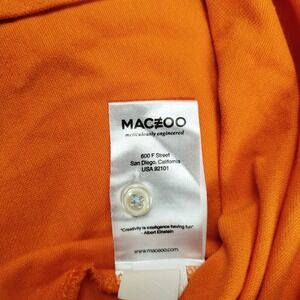 MACEOO
meticulously engineered
600 F Street
San Diego, California
USA 92101
"Creativity is intelligence having fun"
- Albert Einstein
www.maceoo.com